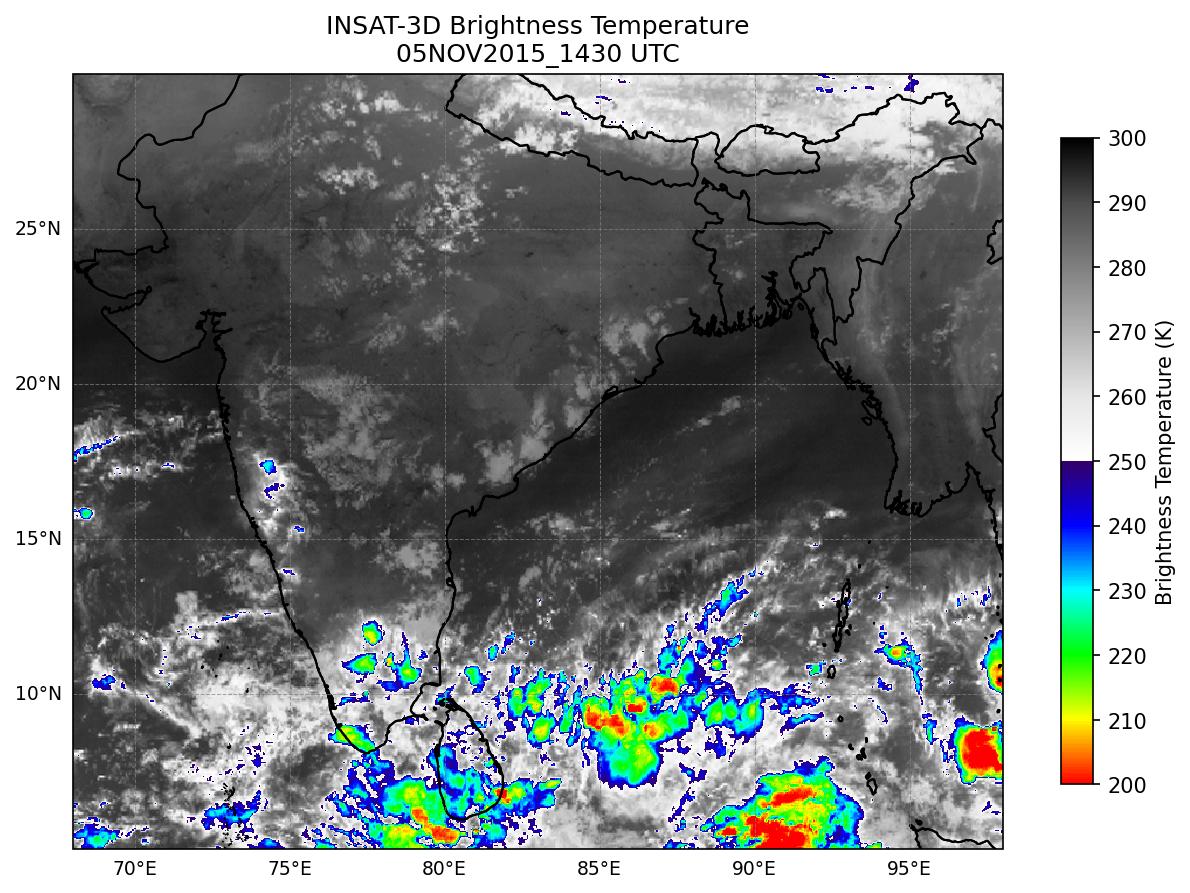 INSAT-3D Brightness Temperature
05NOV2015_1430 UTC
25°N
20°N
15°N
10°N
70°E
75°E
80°E
85°E
90°E
95°E
300
290
280
270
260
250
240
230
220
210
200
Brightness Temperature (K)